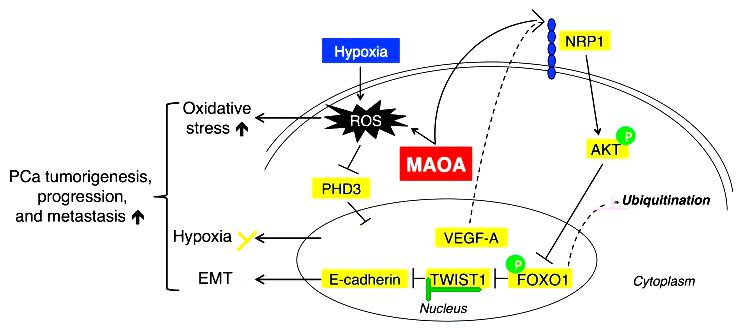 NRP1
Hypoxia
Oxidative
stress
ROS
P
AKT
MAOA
PCa tumorigenesis,
progression,
and metastasis
PHD3
Ubiquitination
Hypoxia
VEGF-A
P
EMT
E-cadherin
TWIST1
FOXO1
Cytoplasm
Nucleus